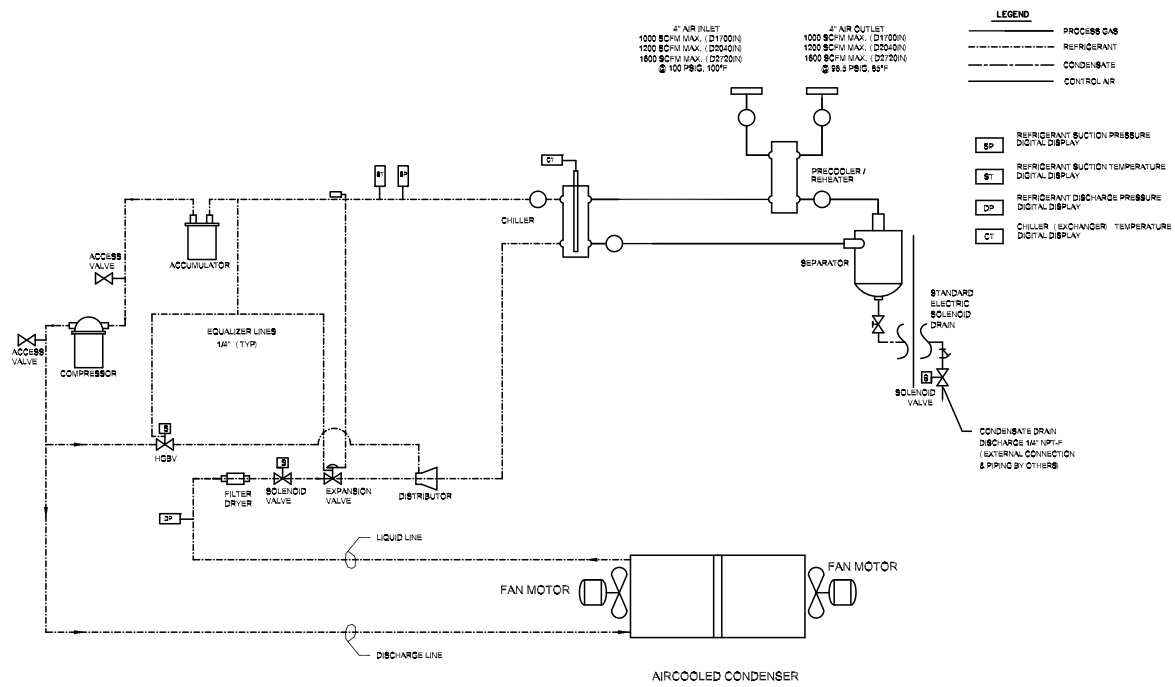 LEGEND
PROCESS GAS
REFRIGERANT
CONDENSATE
CONTROL AIR
4" AIR INLET
1000 SCFM MAX. (D1700IN)
1200 SCFM MAX. (D2040IN)
1600 SCFM MAX. (D2720IN)
@ 100 PSIG, 100°F
4" AIR OUTLET
1000 SCFM MAX. (D1700IN)
1200 SCFM MAX. (D2040IN)
1600 SCFM MAX. (D2720IN)
@ 96.5 PSIG, 85°F
SP
REFRIGERANT SUCTION PRESSURE
DIGITAL DISPLAY
ST
REFRIGERANT SUCTION TEMPERATURE
DIGITAL DISPLAY
DP
REFRIGERANT DISCHARGE PRESSURE
DIGITAL DISPLAY
CT
CHILLER (EXCHANGER) TEMPERATURE
DIGITAL DISPLAY
CT
ST
SP
PRECOOLER /
REHEATER
CHILLER
SEPARATOR
ACCUMULATOR
ACCESS
VALVE
ACCESS
VALVE
COMPRESSOR
EQUALIZER LINES
1/4" (TYP)
STANDARD
ELECTRIC
SOLENOID
DRAIN
S
SOLENOID
VALVE
CONDENSATE DRAIN
DISCHARGE 1/4" NPT-F
(EXTERNAL CONNECTION
& PIPING BY OTHERS)
S
HGBV
S
FILTER
DRYER
SOLENOID
VALVE
EXPANSION
VALVE
DISTRIBUTOR
DP
LIQUID LINE
FAN MOTOR
FAN MOTOR
DISCHARGE LINE
AIRCOOLED CONDENSER